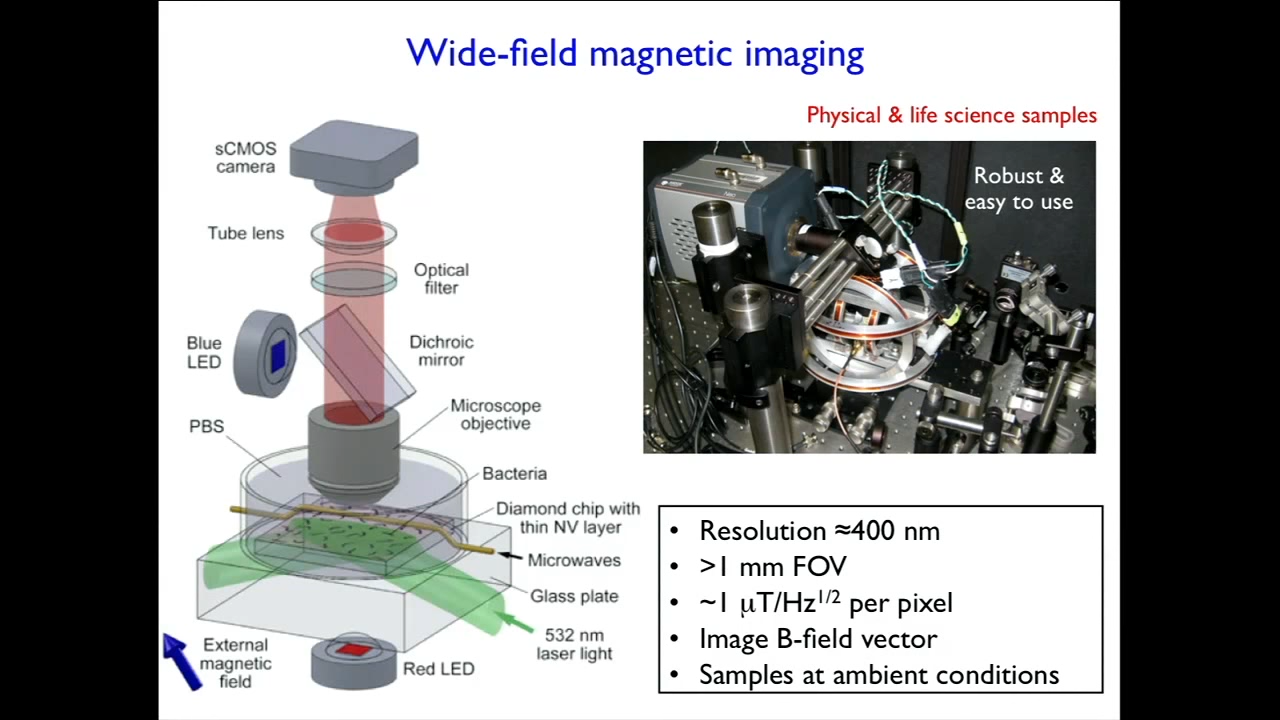 Wide-field magnetic imaging
Physical & life science samples
sCMOS
camera
Tube lens
Optical
filter
Blue
LED
Dichroic
mirror
PBS
Microscope
objective
Bacteria
Diamond chip with
thin NV layer
Microwaves
Glass plate
532 nm
laser light
External
magnetic
field
Red LED
Robust &
easy to use
• Resolution ≈400 nm
• >1 mm FOV
• ~1 μT/Hz^1/2 per pixel
• Image B-field vector
• Samples at ambient conditions